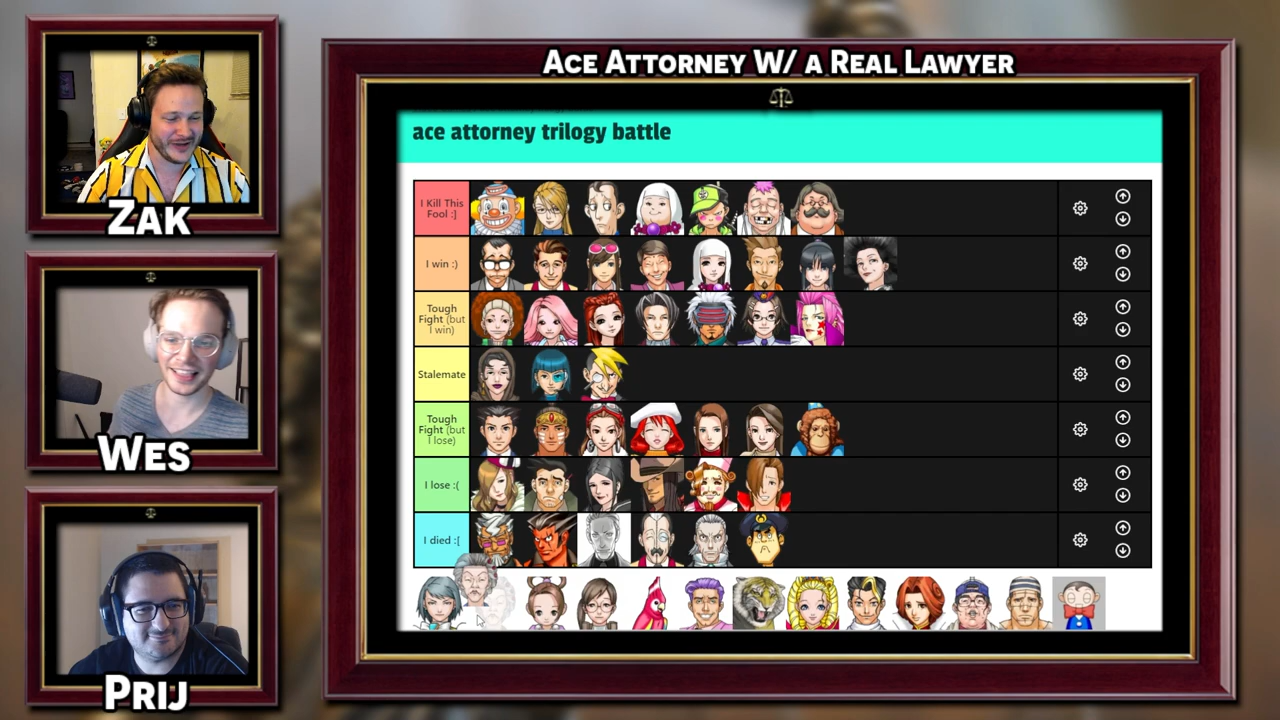 ACE ATTORNEY W/ A REAL LAWYER
ace attorney trilogy battle
I Kill This
Fool :]
I win :)
Tough
Fight (but
I win)
Stalemate
Tough
Fight (but
I lose)
I lose :(
I died :[
ZAK
WES
PRIJ